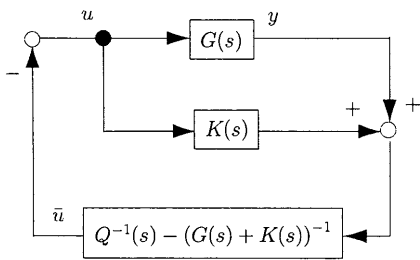 u
G(s)
y
−
+
+
K(s)
ū
Q⁻¹(s) − (G(s) + K(s))⁻¹